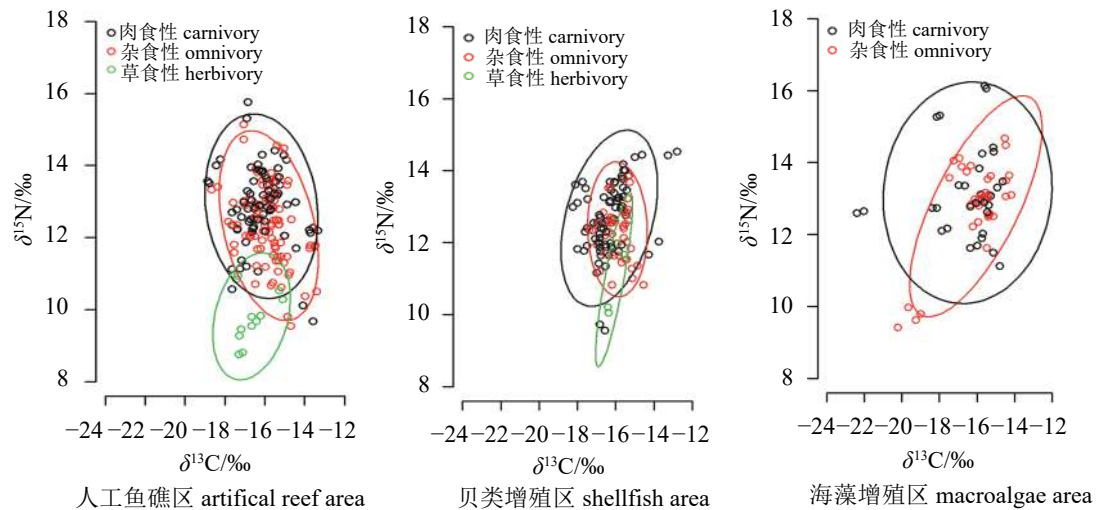 18
16
14
12
10
8
δ¹⁵N/‰
肉食性 carnivory
杂食性 omnivory
草食性 herbivory
−24 −22 −20 −18 −16 −14 −12
δ¹³C/‰
人工鱼礁区 artifical reef area
18
16
14
12
10
8
δ¹⁵N/‰
肉食性 carnivory
杂食性 omnivory
草食性 herbivory
−24 −22 −20 −18 −16 −14 −12
δ¹³C/‰
贝类增殖区 shellfish area
18
16
14
12
10
8
δ¹⁵N/‰
肉食性 carnivory
杂食性 omnivory
−24 −22 −20 −18 −16 −14 −12
δ¹³C/‰
海藻增殖区 macroalgae area